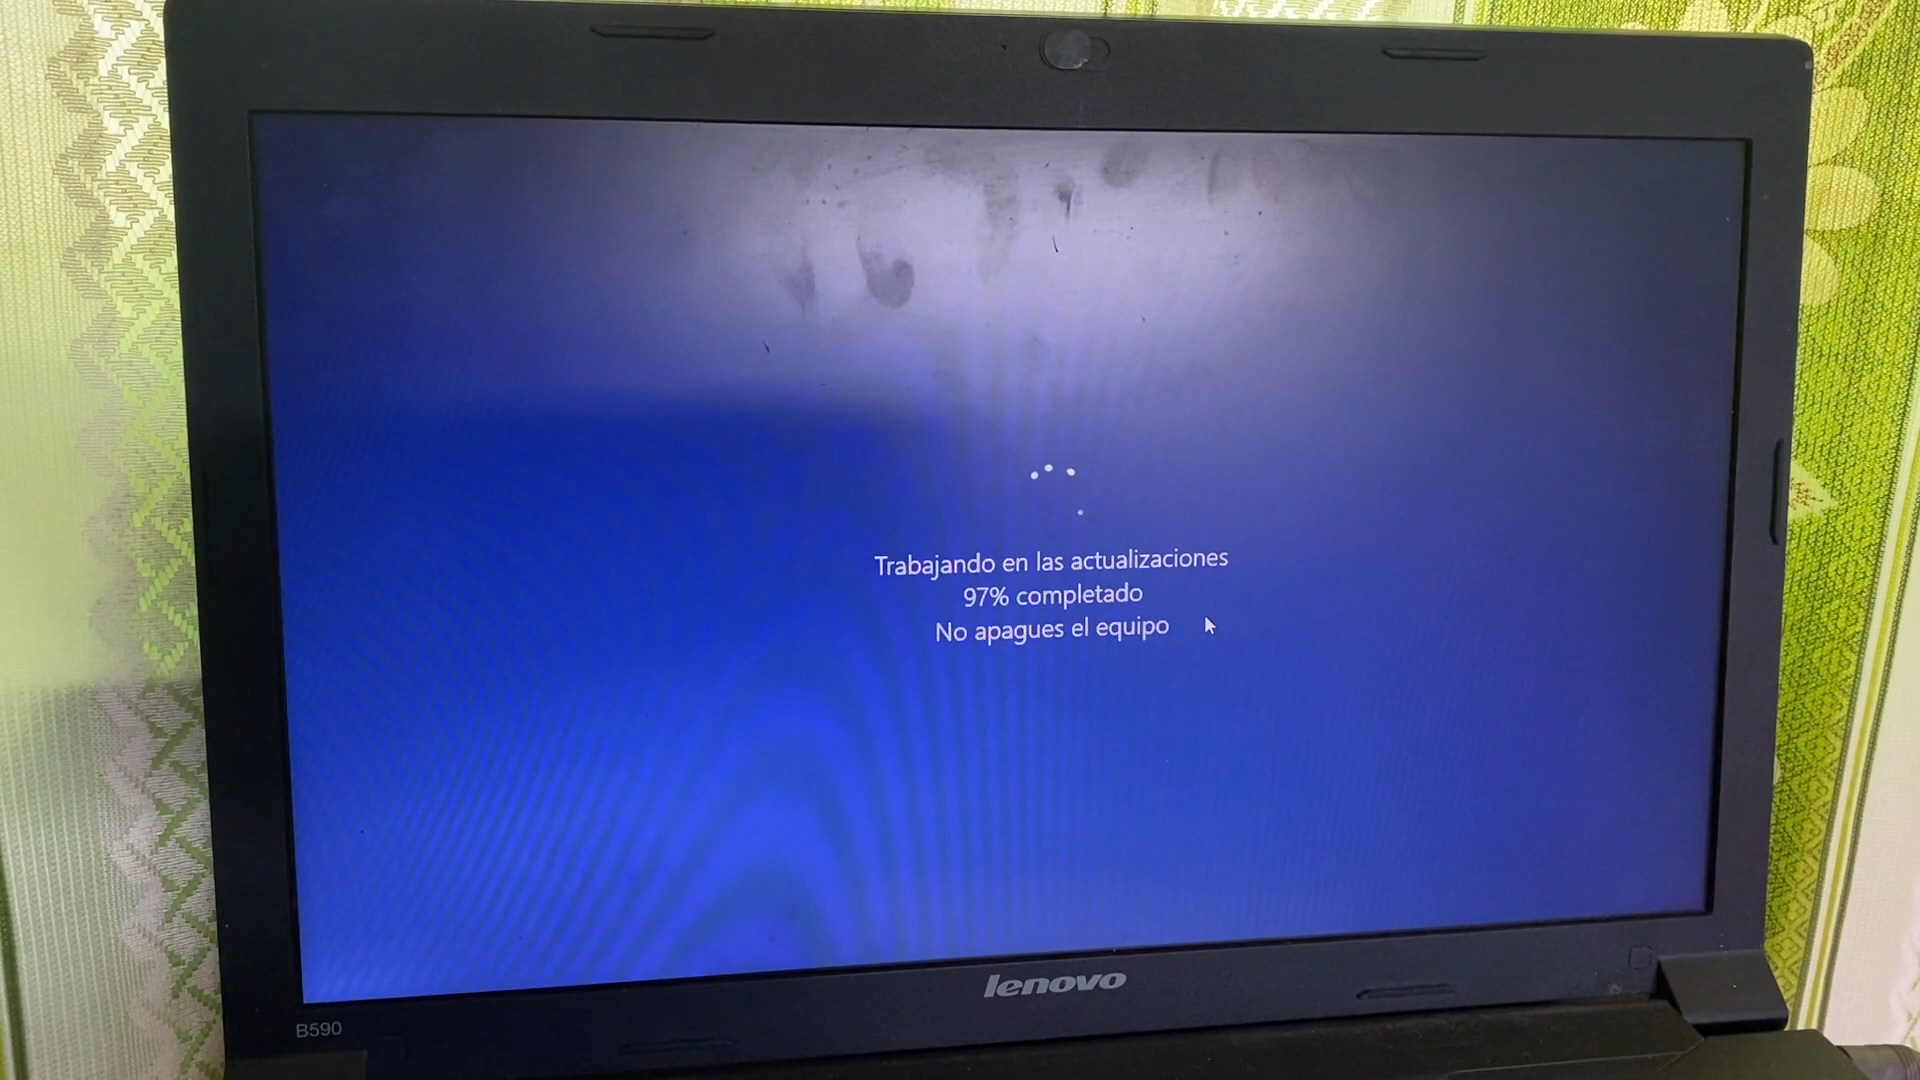 Trabajando en las actualizaciones
97% completado
No apagues el equipo
lenovo
B590